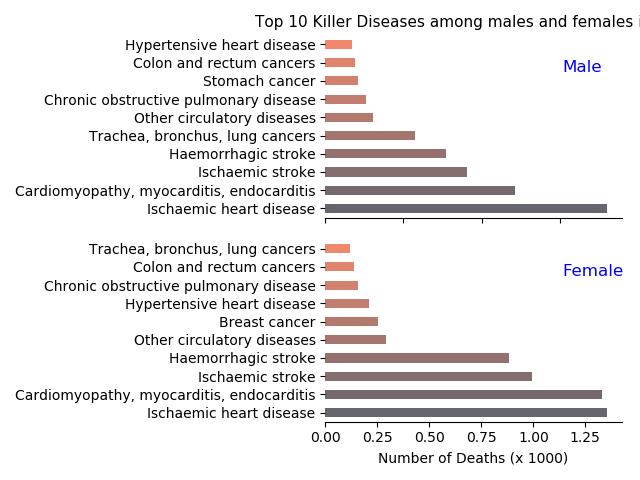 Top 10 Killer Diseases among males and females i
Hypertensive heart disease
Colon and rectum cancers
Male
Stomach cancer
Chronic obstructive pulmonary disease
Other circulatory diseases
Trachea, bronchus, lung cancers
Haemorrhagic stroke
Ischaemic stroke
Cardiomyopathy, myocarditis, endocarditis
Ischaemic heart disease
Trachea, bronchus, lung cancers
Colon and rectum cancers
Female
Chronic obstructive pulmonary disease
Hypertensive heart disease
Breast cancer
Other circulatory diseases
Haemorrhagic stroke
Ischaemic stroke
Cardiomyopathy, myocarditis, endocarditis
Ischaemic heart disease
0.00 0.25 0.50 0.75 1.00 1.25
Number of Deaths (x 1000)